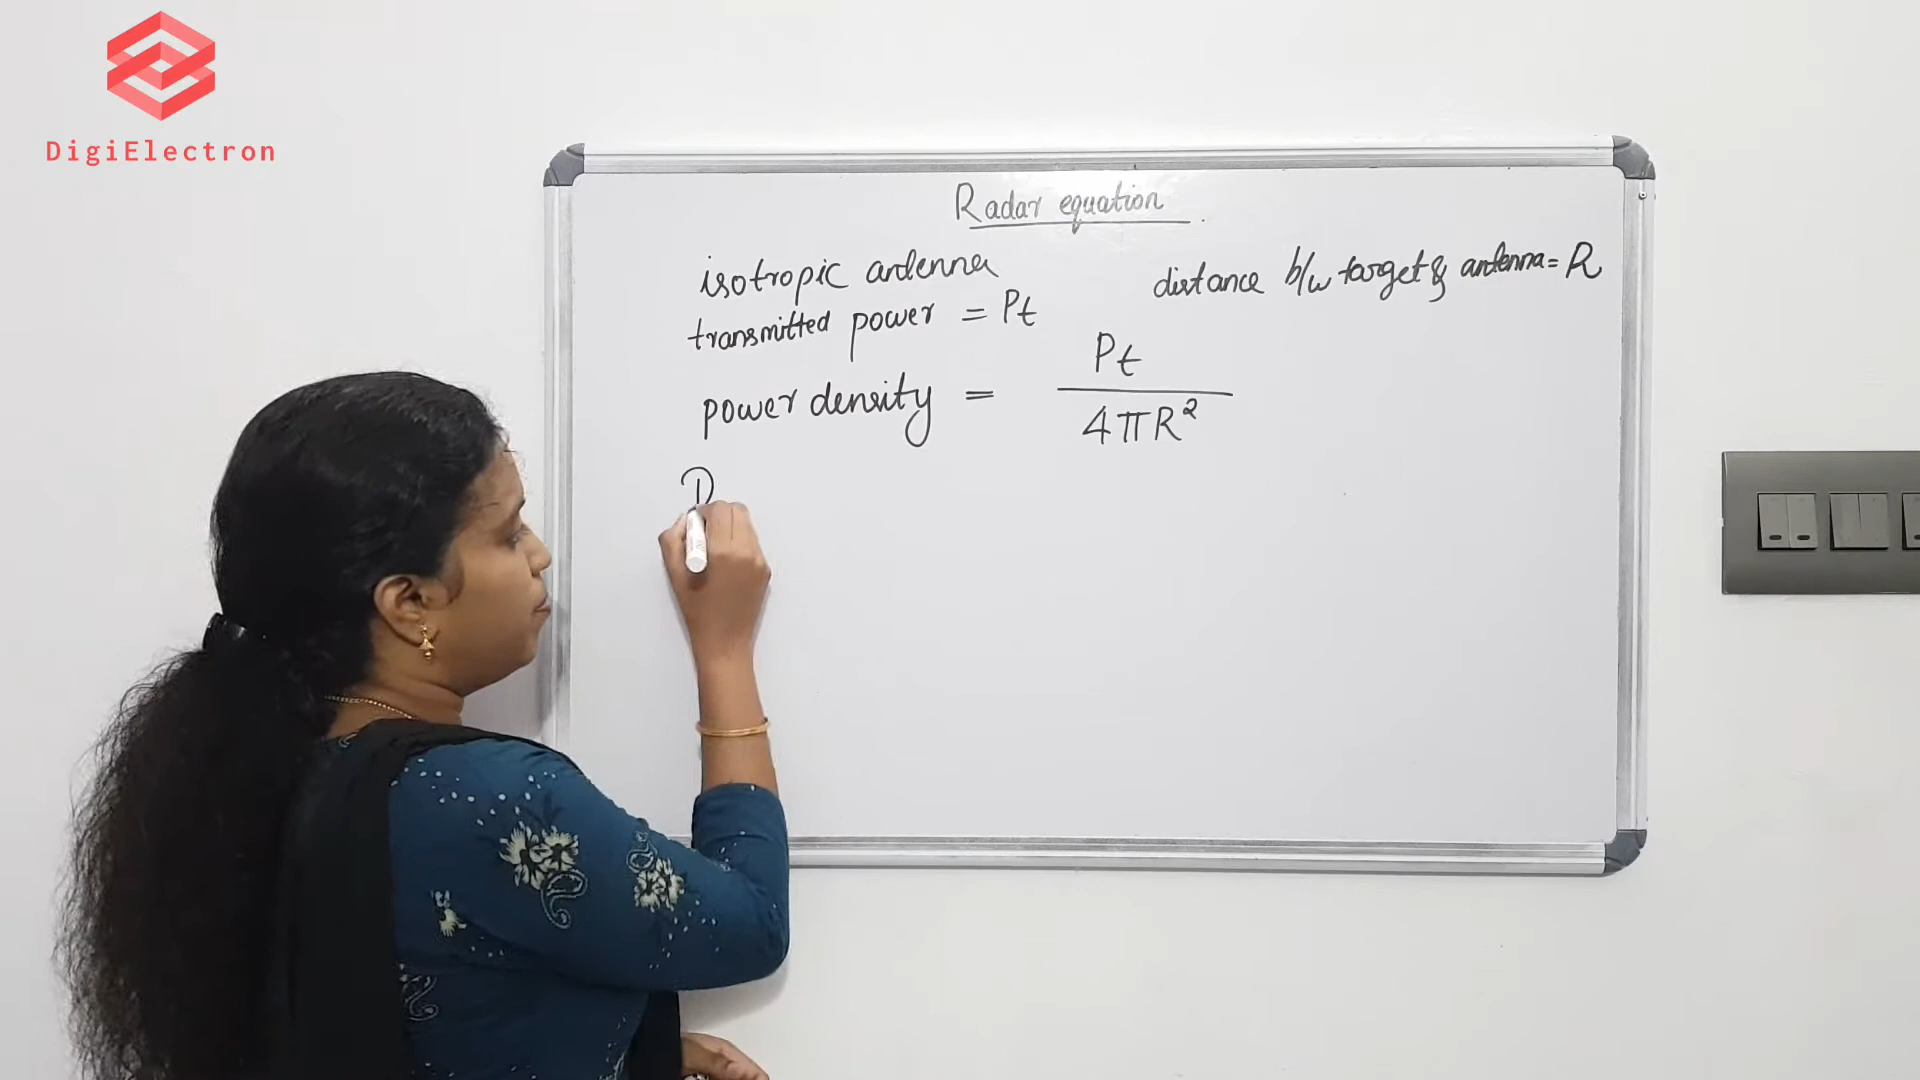 DigiElectron
Radar equation
isotropic antenna
distance b/w target & antenna = R
transmitted power = Pt
power density = Pt / 4πR²
D